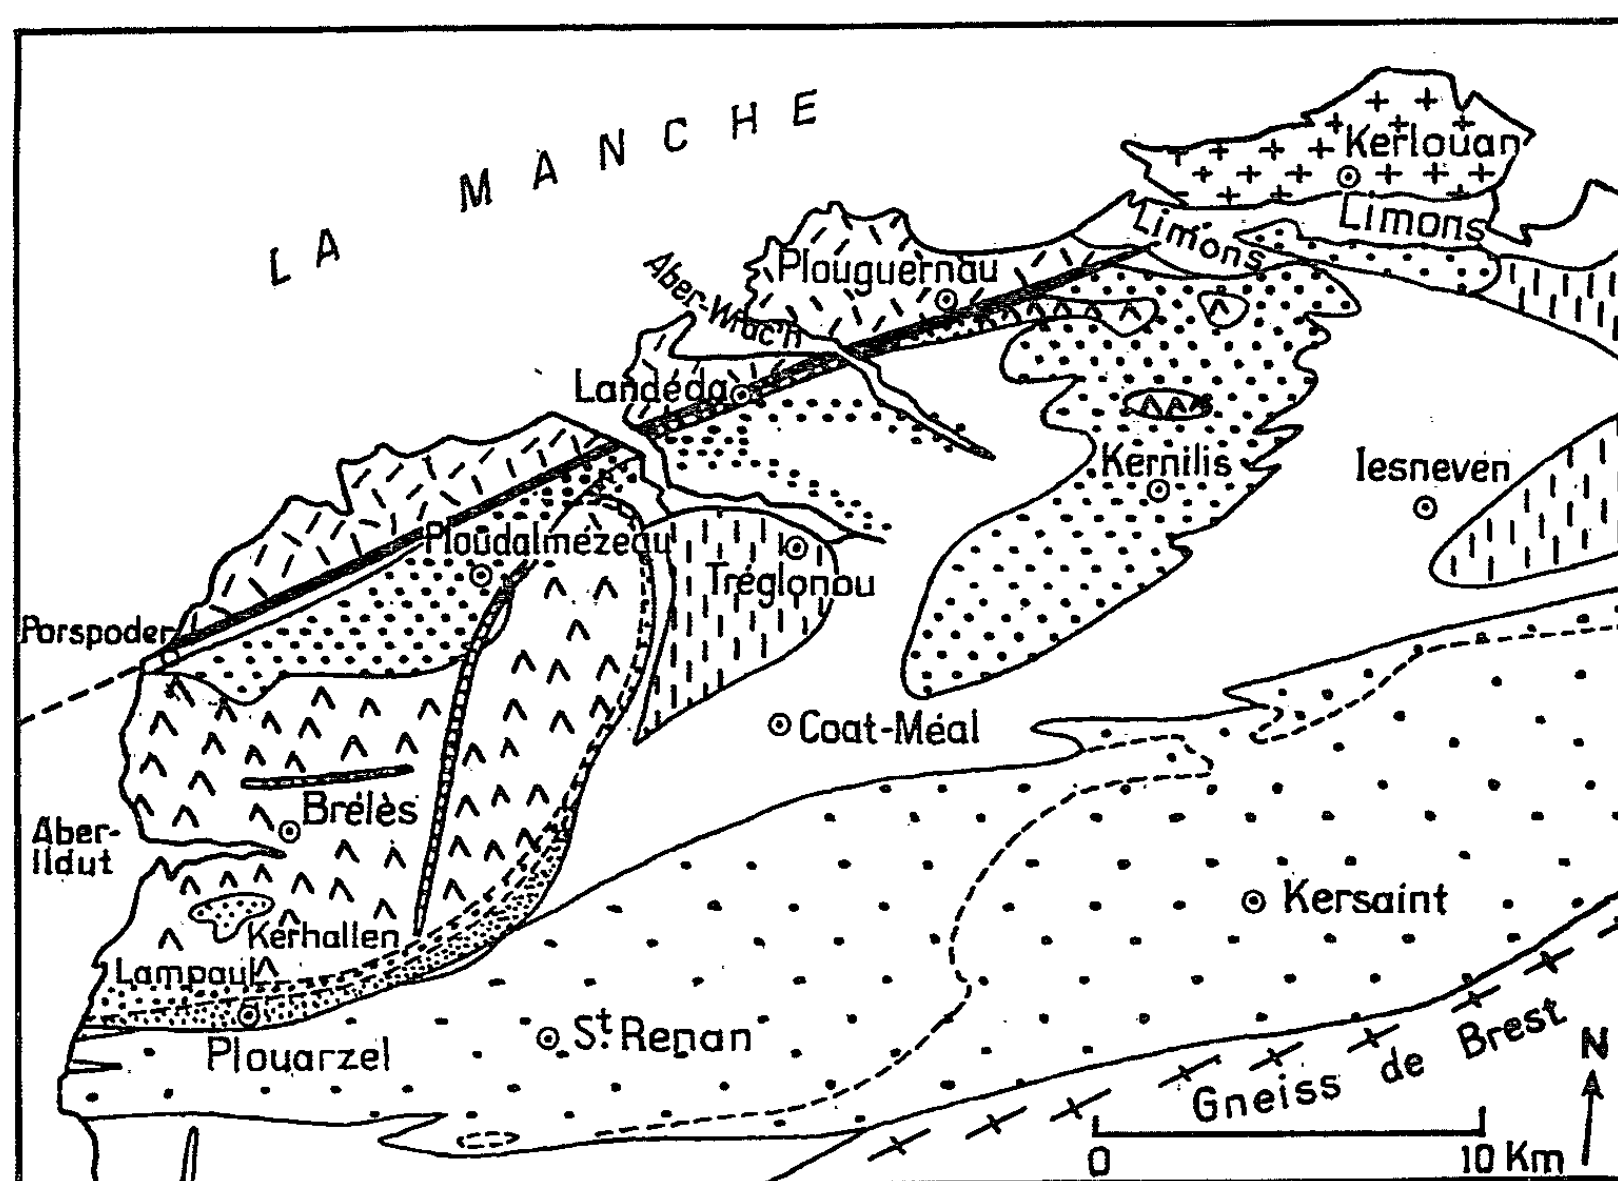 LA MANCHE
Kerlouan
Limons
Limons
Plouguernau
Aber-Wrac'h
Landéda
Kernilis
lesneven
Ploudalmézeau
Tréglonou
Porspoder
Coat-Méal
Brélès
Aber-
Ildut
Kersaint
Kerhallen
Lampaul
St. Renan
Plouarzel
Gneiss de Brest
N
0 10 Km